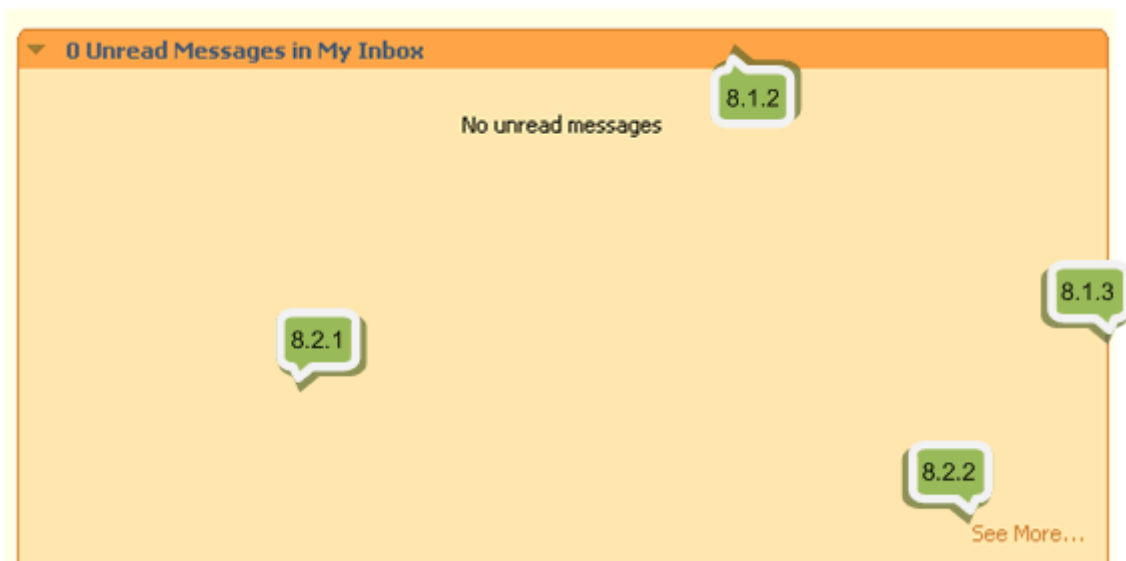 0 Unread Messages in My Inbox
8.1.2
No unread messages
8.1.3
8.2.1
8.2.2
See More...